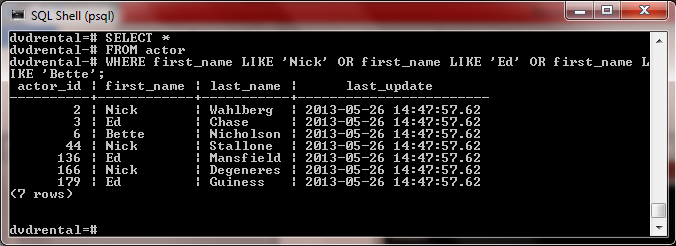 SQL Shell (psql)
dvdrental=# SELECT *
dvdrental-# FROM actor
dvdrental-# WHERE first_name LIKE 'Nick' OR first_name LIKE 'Ed' OR first_name L
IKE 'Bette';
 actor_id | first_name | last_name |      last_update
----------+------------+-----------+------------------------
        2 | Nick       | Wahlberg  | 2013-05-26 14:47:57.62
        3 | Ed         | Chase     | 2013-05-26 14:47:57.62
        6 | Bette      | Nicholson | 2013-05-26 14:47:57.62
       44 | Nick       | Stallone  | 2013-05-26 14:47:57.62
      136 | Ed         | Mansfield | 2013-05-26 14:47:57.62
      166 | Nick       | Degeneres | 2013-05-26 14:47:57.62
      179 | Ed         | Guiness   | 2013-05-26 14:47:57.62
(7 rows)
dvdrental=#